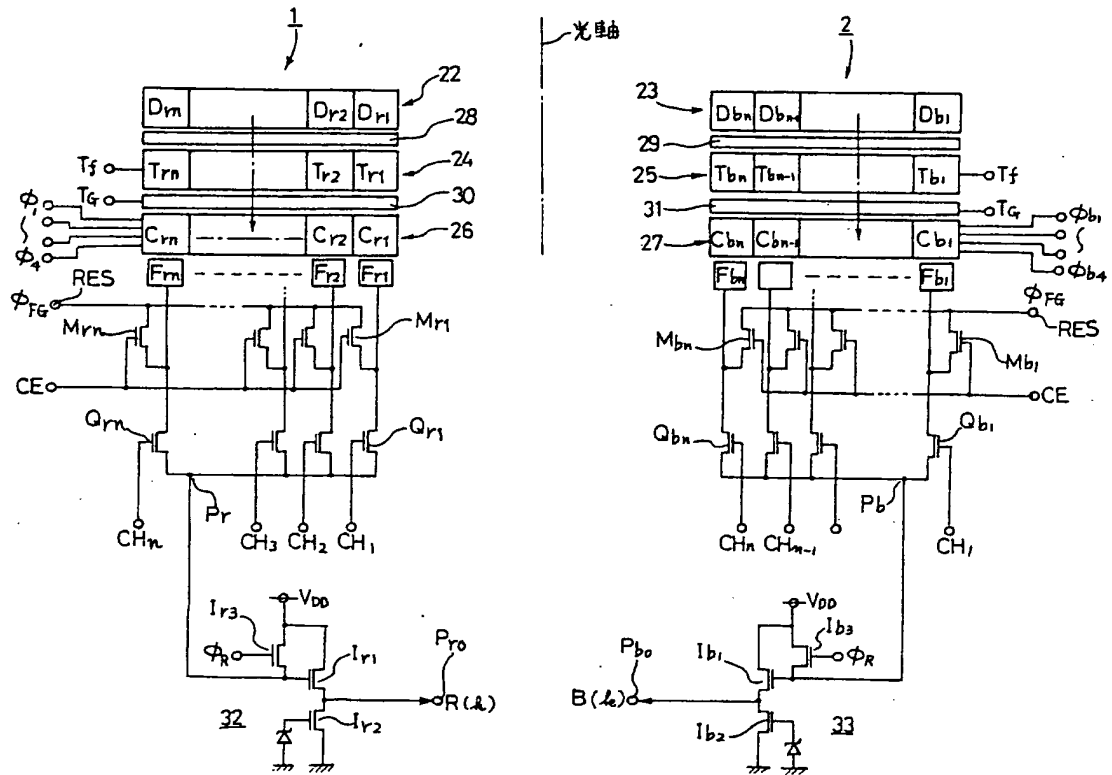 1
光軸
2
22
Drn
Dr2
Dr1
28
Tf
Trn
Tr2
Tr1
24
TG
30
φ1
φ4
Crn
Cr2
Cr1
26
Frn
Fr2
Fr1
RES
φFG
Mrn
Mr1
CE
Qrn
Qr1
Pr
CHn
CH3
CH2
CH1
VDD
Ir3
φR
Ir1
Pro
R(k)
32
Ir2
23
Dbn
Dbn-1
Db1
29
25
Tbn
Tbn-1
Tb1
Tf
31
TG
27
Cbn
Cbn-1
Cb1
φb1
φb4
Fbn
Fb1
φFG
RES
Mbn
Mb1
CE
Qbn
Qb1
Pb
CHn
CHn-1
CH1
VDD
Ib3
φR
Ib1
Pbo
B(k)
Ib2
33